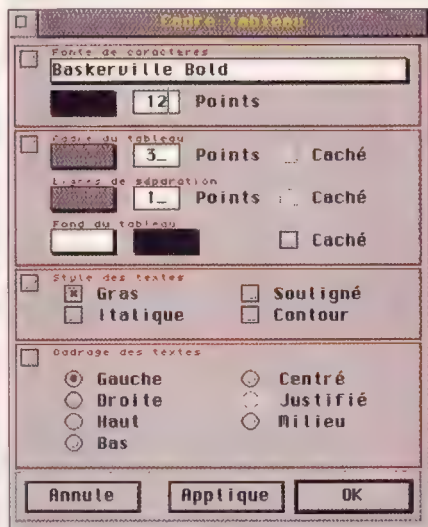 Cadre tableau
Fonte de caractères
Baskerville Bold
12 Points
Cadre du tableau
3_ Points Caché
Lignes de séparation
1_ Points Caché
Fond du tableau
Caché
Style des textes
Gras Souligné
Italique Contour
Cadrage des textes
Gauche Centré
Droite Justifié
Haut Milieu
Bas
Annule Applique OK